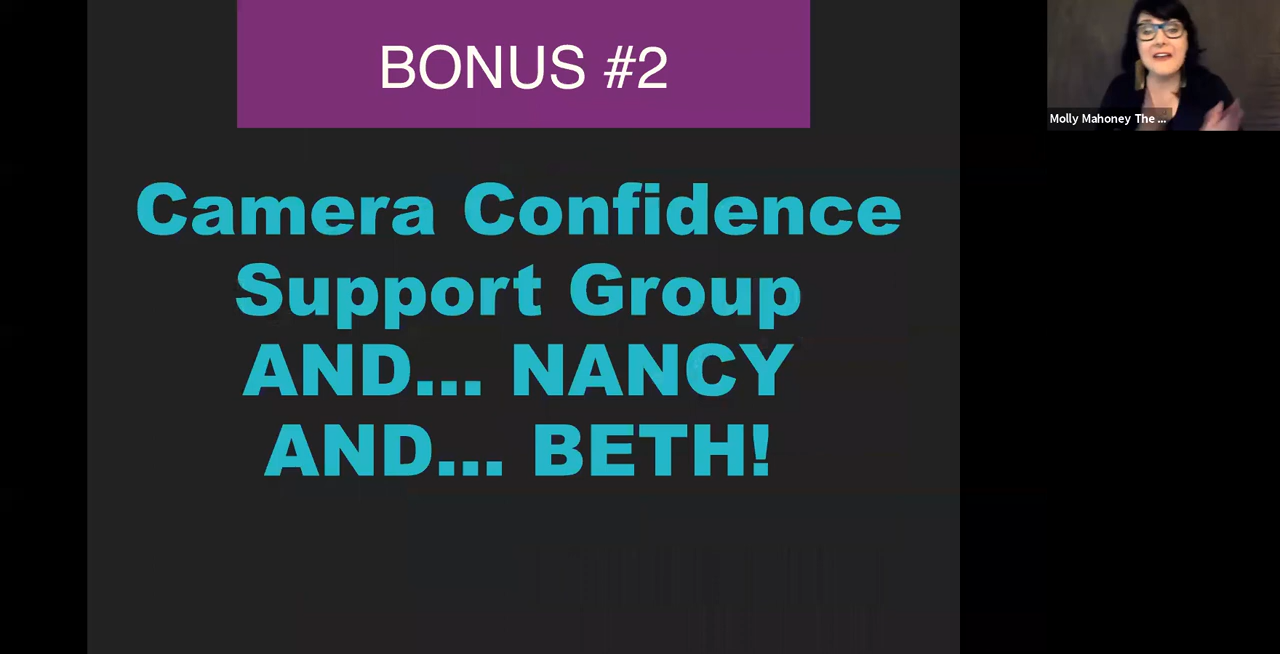 BONUS #2
Camera Confidence
Support Group
AND... NANCY
AND... BETH!
Molly Mahoney The ...